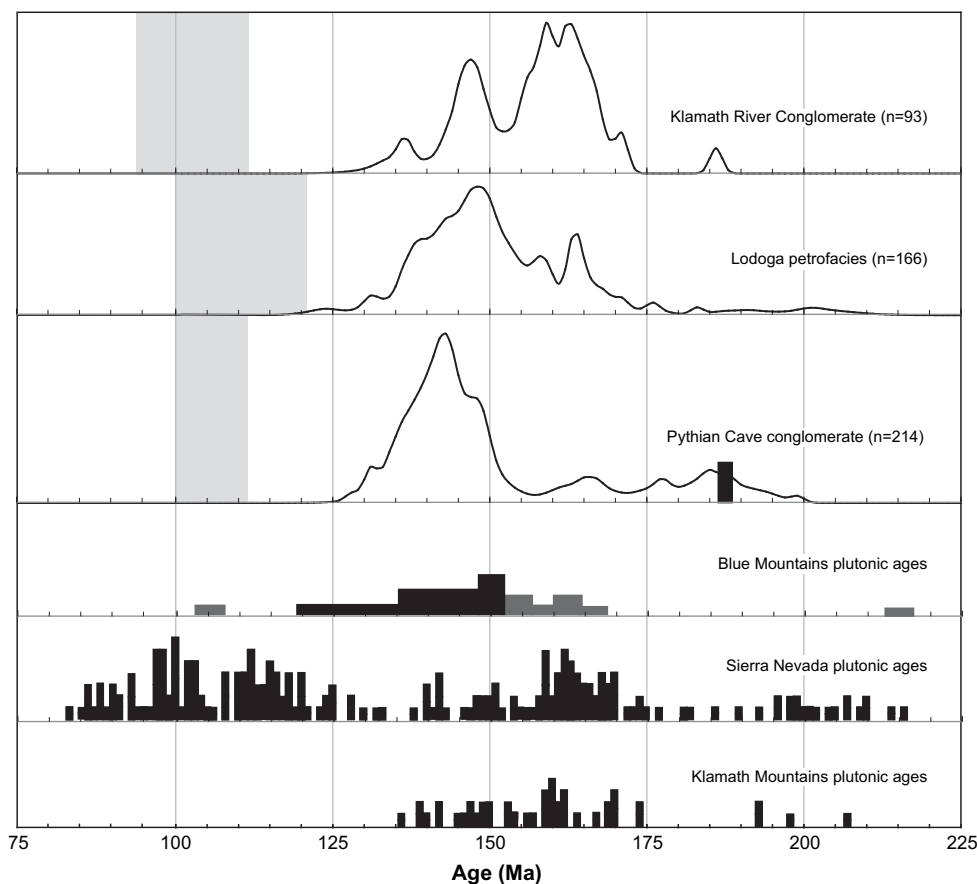 Klamath River Conglomerate (n=93)
Lodoga petrofacies (n=166)
Pythian Cave conglomerate (n=214)
Blue Mountains plutonic ages
Sierra Nevada plutonic ages
Klamath Mountains plutonic ages
75 100 125 150 175 200 225
Age (Ma)